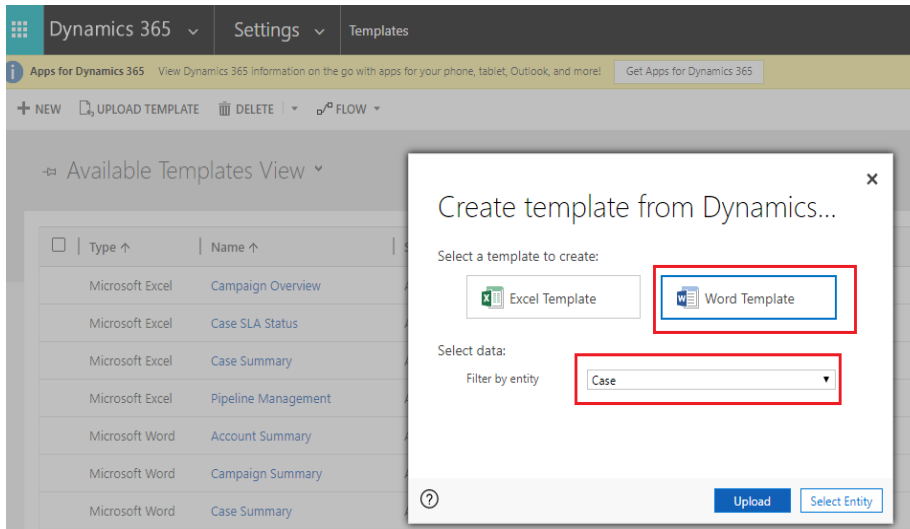 Dynamics 365 Settings Templates
Apps for Dynamics 365 View Dynamics 365 information on the go with apps for your phone, tablet, Outlook, and more! Get Apps for Dynamics 365
NEW UPLOAD TEMPLATE DELETE FLOW
Available Templates View
Type ↑ Name ↑
Microsoft Excel Campaign Overview
Microsoft Excel Case SLA Status
Microsoft Excel Case Summary
Microsoft Excel Pipeline Management
Microsoft Word Account Summary
Microsoft Word Campaign Summary
Microsoft Word Case Summary
Create template from Dynamics...
Select a template to create:
Excel Template Word Template
Select data:
Filter by entity Case
Upload Select Entity